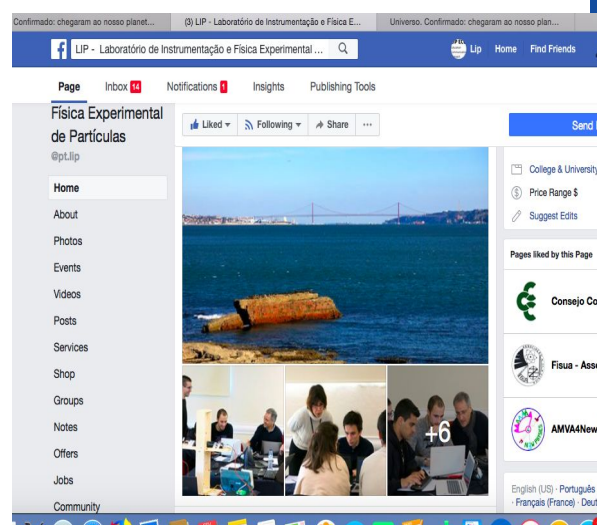 Confirmado: chegaram ao nosso planet...
(3) LIP - Laboratório de Instrumentação e Física E...
Universo. Confirmado: chegaram ao nosso plan...
LIP - Laboratório de Instrumentação e Física Experimental ...
Lip Home Find Friends
Page Inbox 14 Notifications 1 Insights Publishing Tools
Física Experimental
de Partículas
@pt.lip
Liked Following Share ...
Send
Home
About
Photos
Events
Videos
Posts
Services
Shop
Groups
Notes
Offers
Jobs
Community
+6
College & University
Price Range $
Suggest Edits
Pages liked by this Page
Consejo Co
Fisua - Asso
AMVA4New
English (US) · Português
· Français (France) · Deut